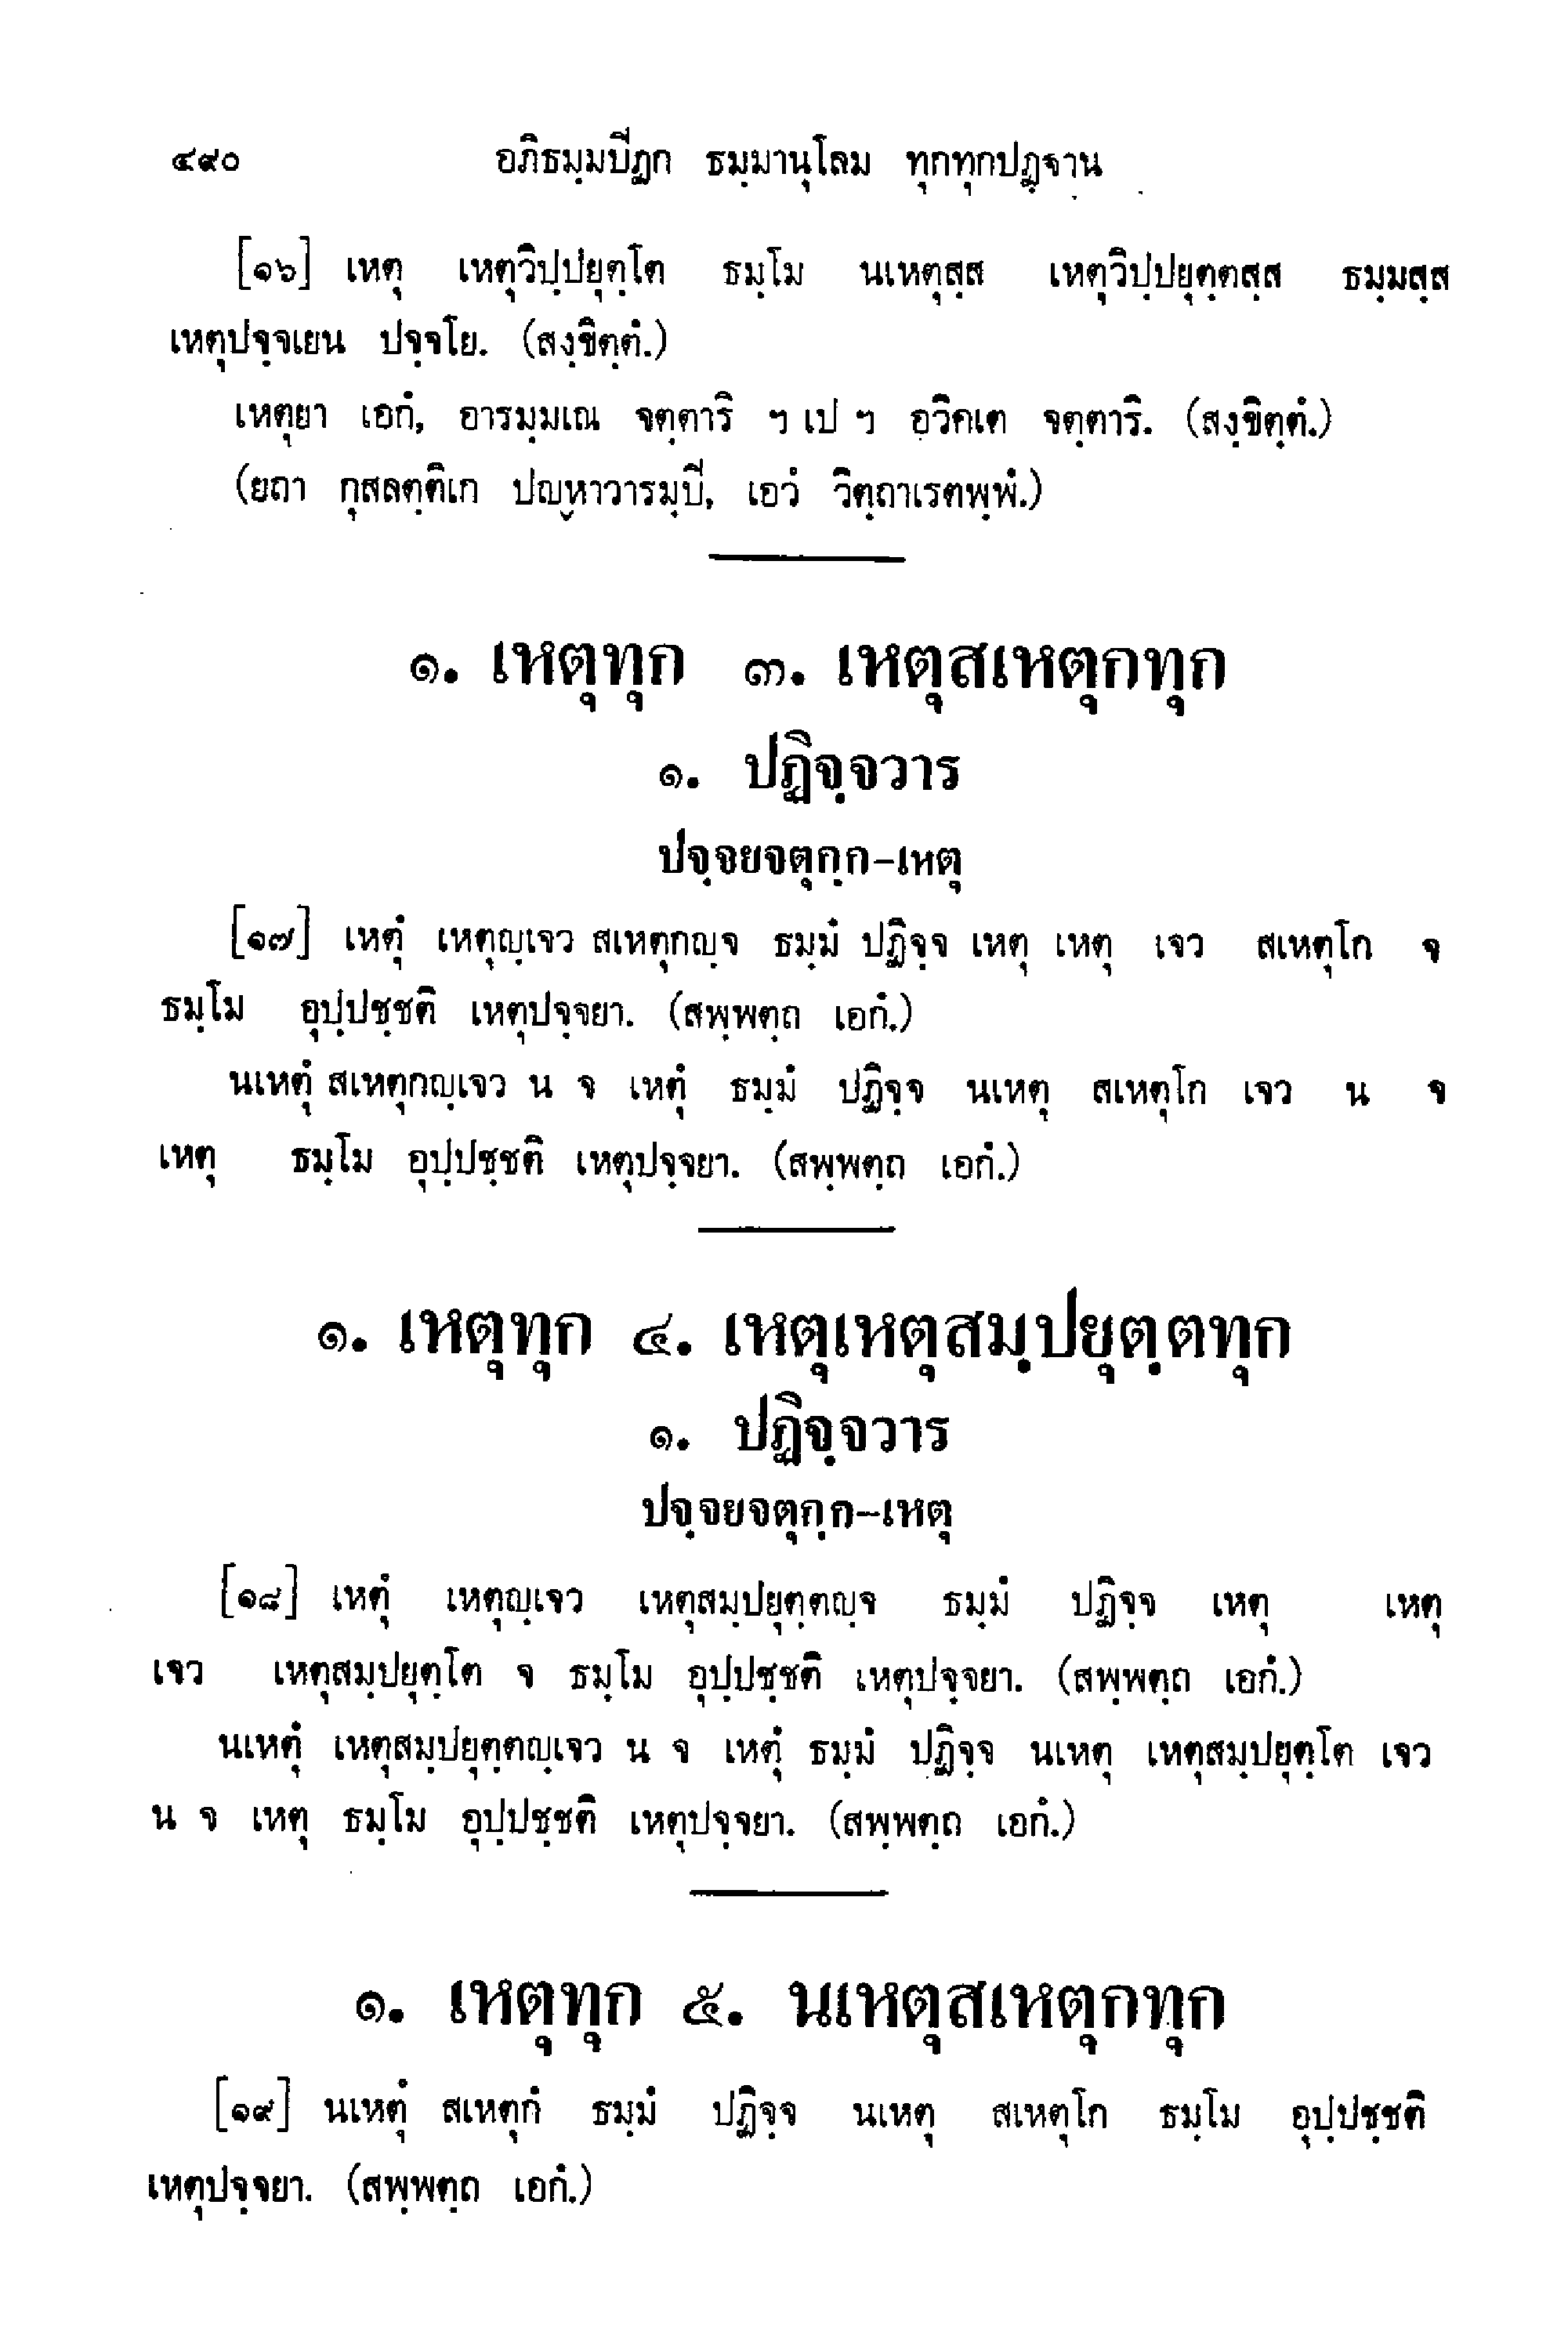 ๔๙๐ อภิธมฺมปิฏก ธมฺมานุโลม ทุกทุกปฏฺฐาน
[๑๖] เหตุ เหตุวิปฺปยุตฺโต ธมฺโม นเหตุสฺส เหตุวิปฺปยุตฺตสฺส ธมฺมสฺส
เหตุปจฺจเยน ปจฺจโย. (สงฺขิตฺตํ.)
เหตุยา เอกํ, อารมฺมเณ จตฺตาริ ฯ เป ฯ อวิคเต จตฺตาริ. (สงฺขิตฺตํ.)
(ยถา กุสลตฺติเก ปญฺหาวารมฺปิ, เอวํ วิตฺถาเรตพฺพํ.)
๑. เหตุทุก ๓. เหตุสเหตุกทุก
๑. ปฏิจฺจวาร
ปจฺจยจตุกฺก-เหตุ
[๑๗] เหตุํ เหตุญฺเจว สเหตุกญฺจ ธมฺมํ ปฏิจฺจ เหตุ เหตุ เจว สเหตุโก จ
ธมฺโม อุปฺปชฺชติ เหตุปจฺจยา. (สพฺพตฺถ เอกํ.)
นเหตุํ สเหตุกญฺเจว น จ เหตุํ ธมฺมํ ปฏิจฺจ นเหตุ สเหตุโก เจว น จ
เหตุ ธมฺโม อุปฺปชฺชติ เหตุปจฺจยา. (สพฺพตฺถ เอกํ.)
๑. เหตุทุก ๔. เหตุเหตุสมฺปยุตฺตทุก
๑. ปฏิจฺจวาร
ปจฺจยจตุกฺก-เหตุ
[๑๘] เหตุํ เหตุญฺเจว เหตุสมฺปยุตฺตญฺจ ธมฺมํ ปฏิจฺจ เหตุ เหตุ
เจว เหตุสมฺปยุตฺโต จ ธมฺโม อุปฺปชฺชติ เหตุปจฺจยา. (สพฺพตฺถ เอกํ.)
นเหตุํ เหตุสมฺปยุตฺตญฺเจว น จ เหตุํ ธมฺมํ ปฏิจฺจ นเหตุ เหตุสมฺปยุตฺโต เจว
น จ เหตุ ธมฺโม อุปฺปชฺชติ เหตุปจฺจยา. (สพฺพตฺถ เอกํ.)
๑. เหตุทุก ๕. นเหตุสเหตุกทุก
[๑๙] นเหตุํ สเหตุกํ ธมฺมํ ปฏิจฺจ นเหตุ สเหตุโก ธมฺโม อุปฺปชฺชติ
เหตุปจฺจยา. (สพฺพตฺถ เอกํ.)